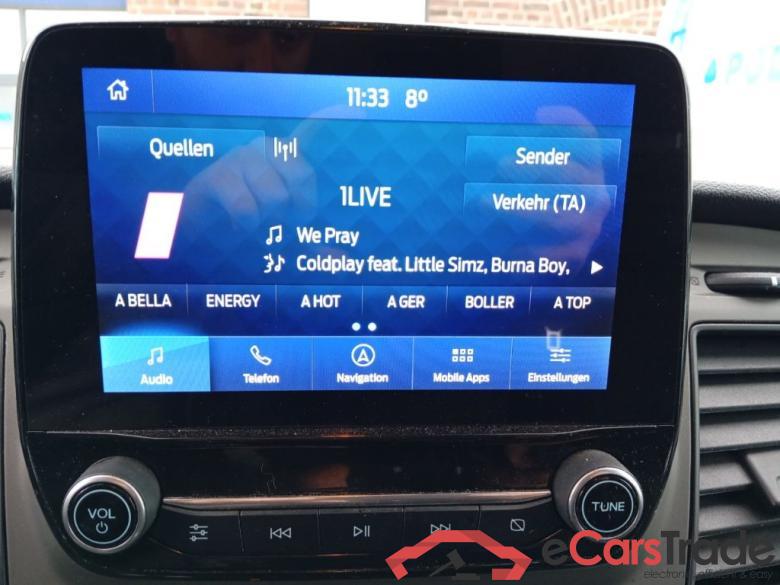 11:33 8°
Quellen
Sender
1LIVE
Verkehr (TA)
We Pray
Coldplay feat. Little Simz, Burna Boy,
A BELLA ENERGY A HOT A GER BOLLER A TOP
Audio Telefon Navigation Mobile Apps Einstellungen
VOL TUNE
eCarsTrade